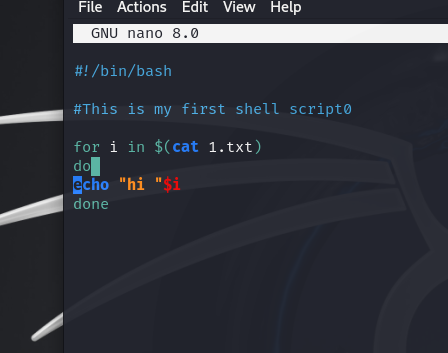 File Actions Edit View Help
GNU nano 8.0
#!/bin/bash
#This is my first shell script0
for i in $(cat 1.txt)
do
echo "hi "$i
done